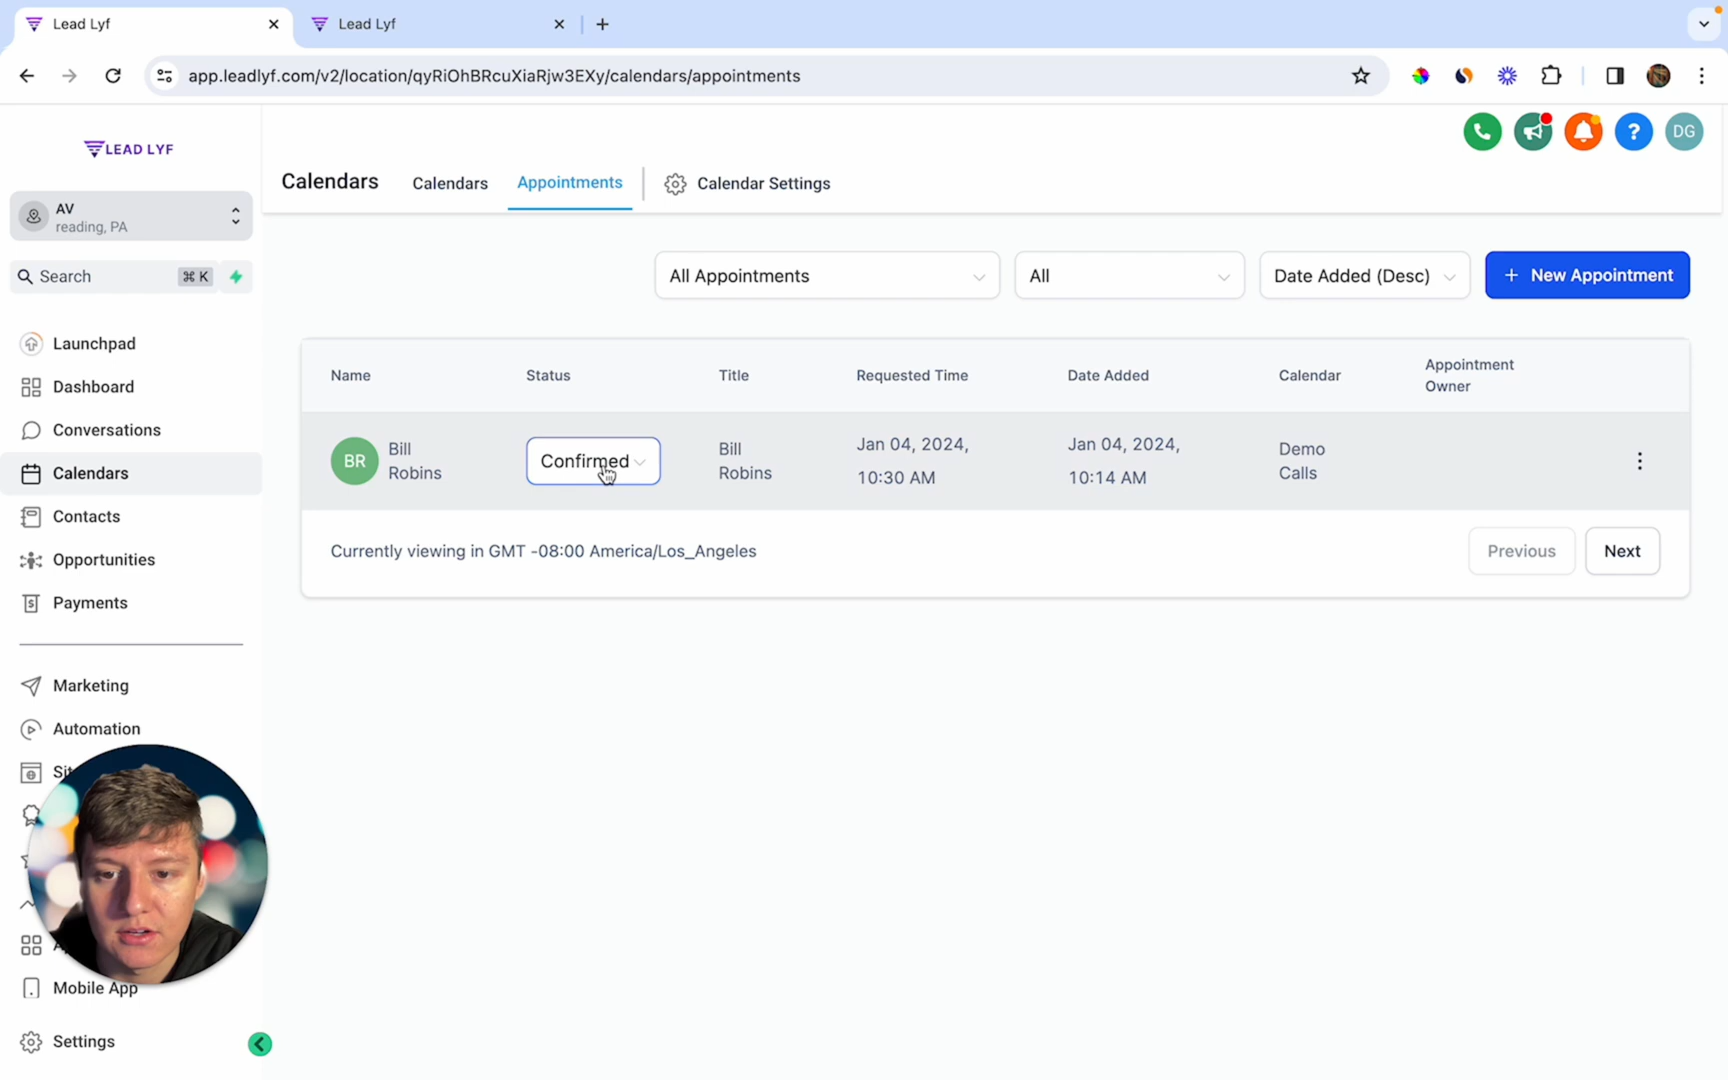 Lead Lyf
Lead Lyf
app.leadlyf.com/v2/location/qyRiOhBRcuXiaRjw3EXy/calendars/appointments
LEAD LYF
AV
reading, PA
Search
⌘ K
Launchpad
Dashboard
Conversations
Calendars
Contacts
Opportunities
Payments
Marketing
Automation
Mobile App
Settings
Calendars
Calendars
Appointments
Calendar Settings
?
DG
All Appointments
All
Date Added (Desc)
+ New Appointment
Name
Status
Title
Requested Time
Date Added
Calendar
Appointment
Owner
BR
Bill
Robins
Confirmed
Bill
Robins
Jan 04, 2024,
10:30 AM
Jan 04, 2024,
10:14 AM
Demo
Calls
Currently viewing in GMT -08:00 America/Los_Angeles
Previous
Next